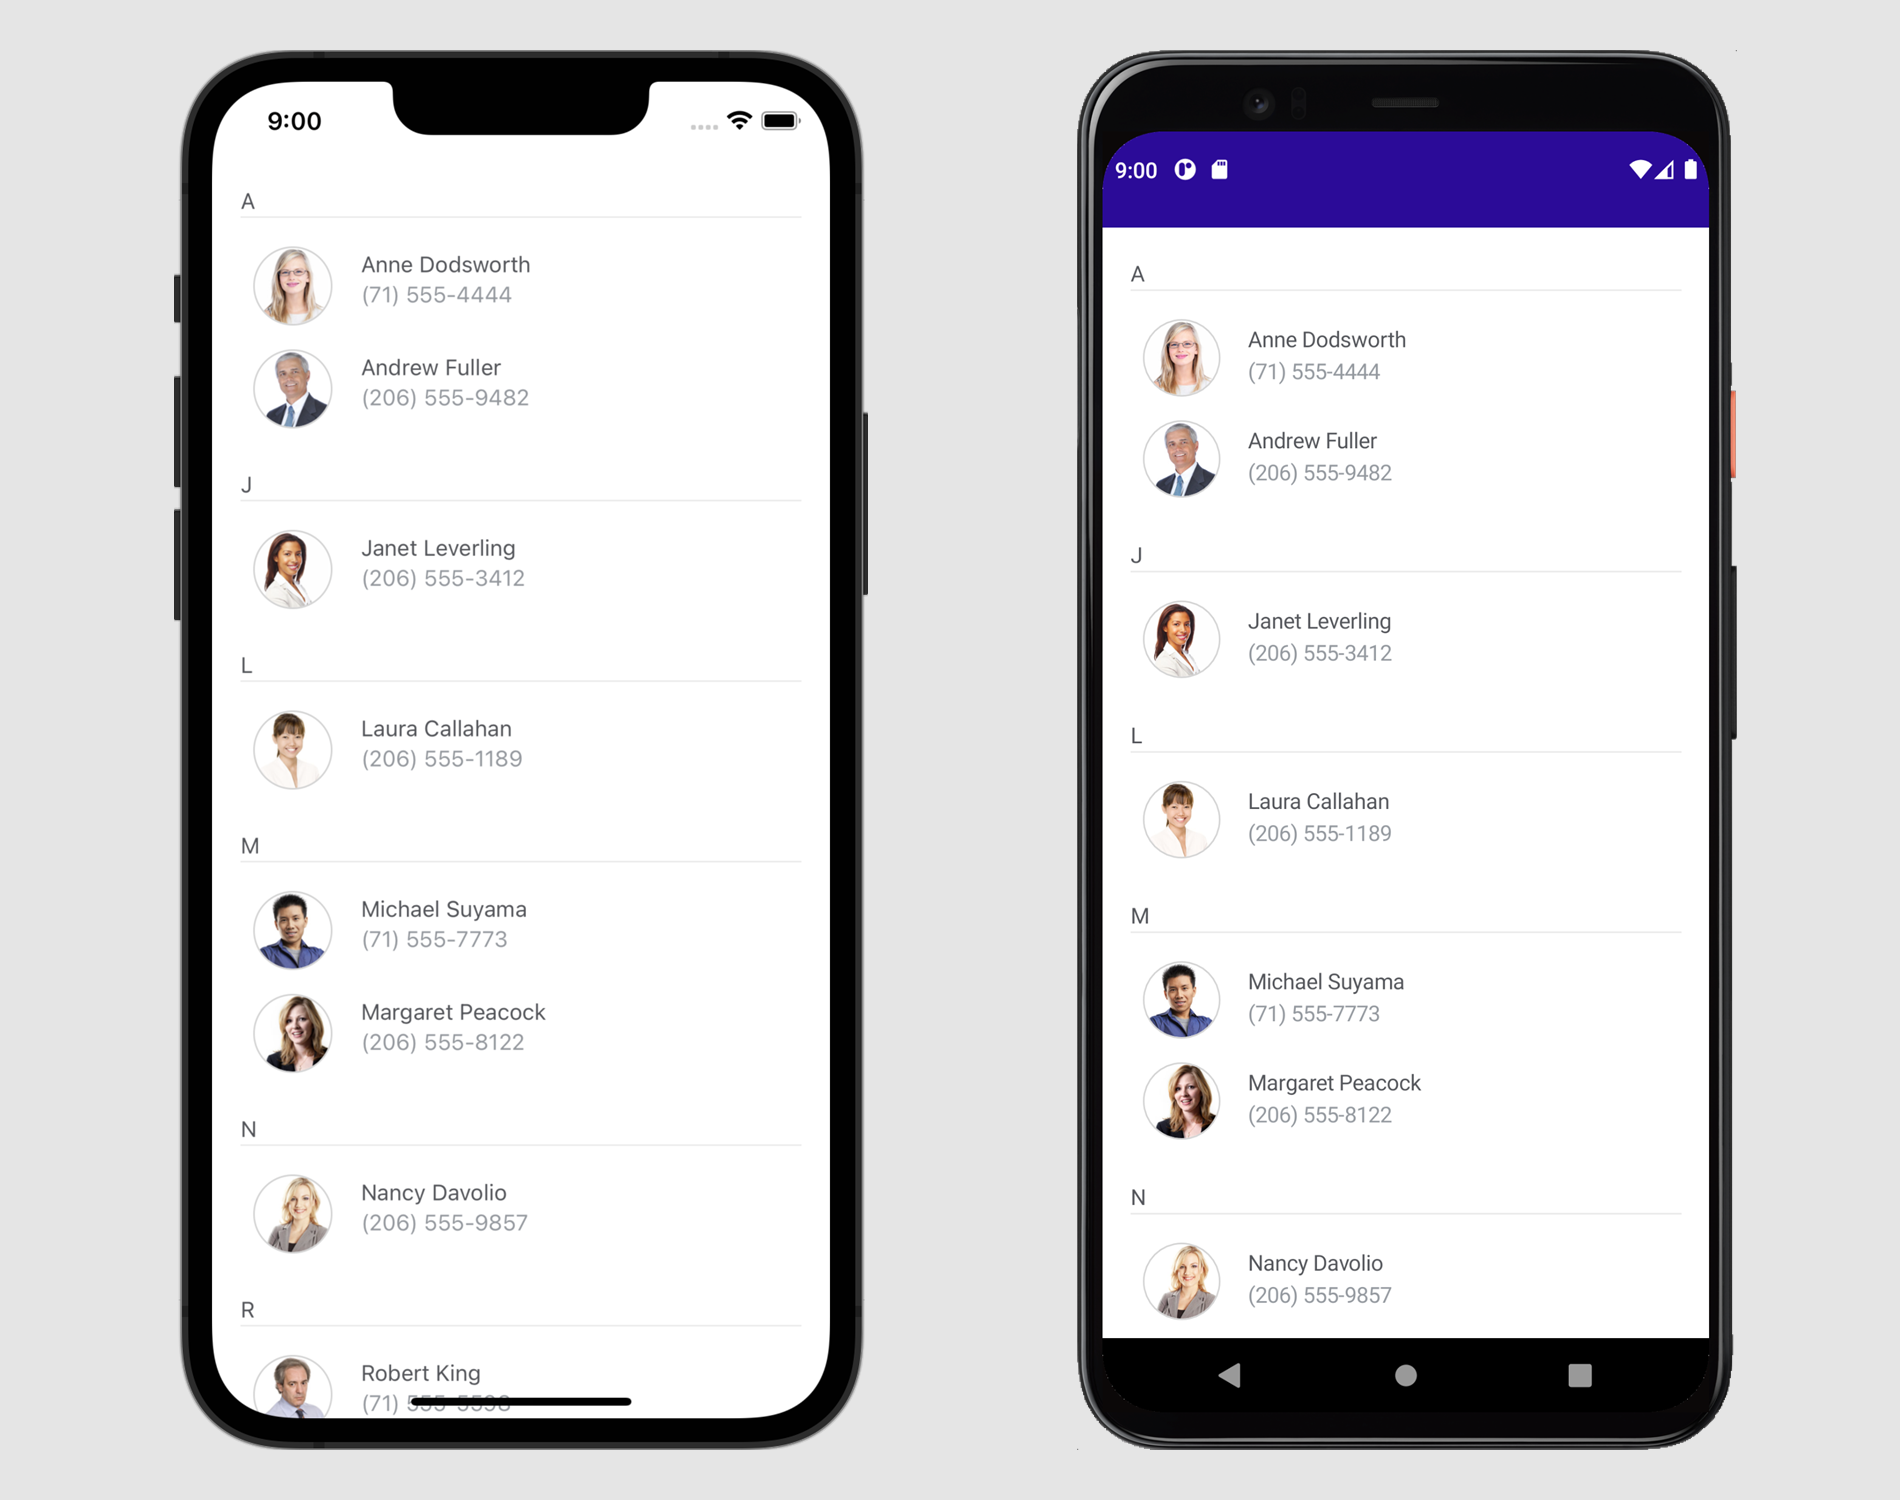 9:00
A
Anne Dodsworth
(71) 555-4444
Andrew Fuller
(206) 555-9482
J
Janet Leverling
(206) 555-3412
L
Laura Callahan
(206) 555-1189
M
Michael Suyama
(71) 555-7773
Margaret Peacock
(206) 555-8122
N
Nancy Davolio
(206) 555-9857
R
Robert King
(71) 555-5598
9:00
A
Anne Dodsworth
(71) 555-4444
Andrew Fuller
(206) 555-9482
J
Janet Leverling
(206) 555-3412
L
Laura Callahan
(206) 555-1189
M
Michael Suyama
(71) 555-7773
Margaret Peacock
(206) 555-8122
N
Nancy Davolio
(206) 555-9857